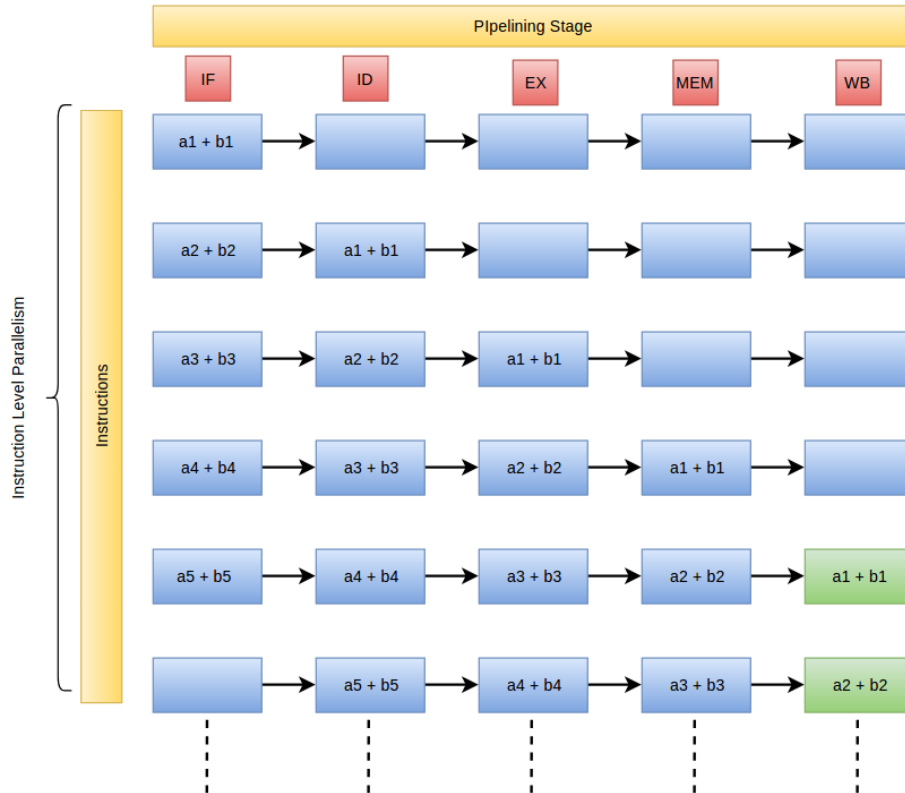 PIpelining Stage
IF
ID
EX
MEM
WB
Instruction Level Parallelism
Instructions
a1 + b1
a2 + b2
a1 + b1
a3 + b3
a2 + b2
a1 + b1
a4 + b4
a3 + b3
a2 + b2
a1 + b1
a5 + b5
a4 + b4
a3 + b3
a2 + b2
a1 + b1
a5 + b5
a4 + b4
a3 + b3
a2 + b2